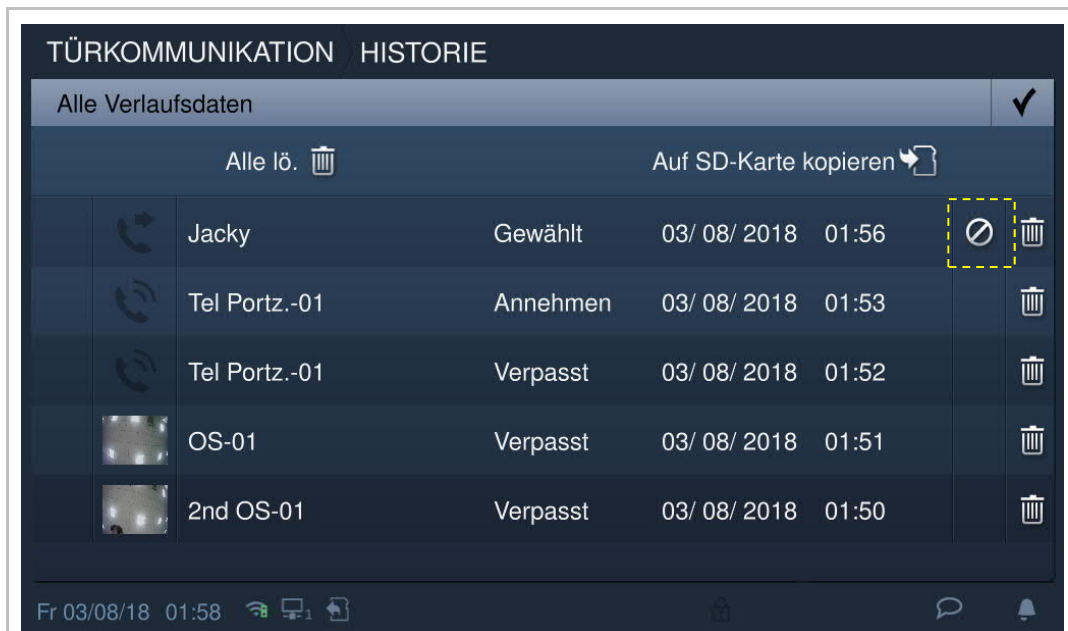 TÜRKOMMUNIKATION HISTORIE
Alle Verlaufsdaten
Alle lö. Auf SD-Karte kopieren
Jacky Gewählt 03/ 08/ 2018 01:56
Tel Portz.-01 Annehmen 03/ 08/ 2018 01:53
Tel Portz.-01 Verpasst 03/ 08/ 2018 01:52
OS-01 Verpasst 03/ 08/ 2018 01:51
2nd OS-01 Verpasst 03/ 08/ 2018 01:50
Fr 03/08/18 01:58 1